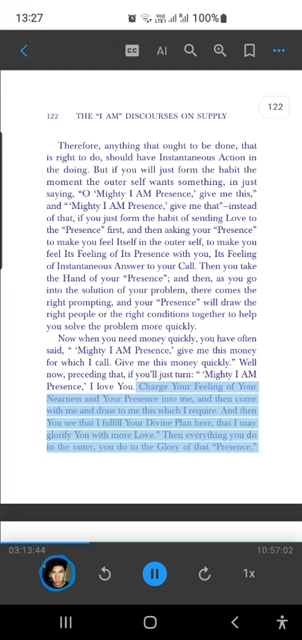 13:27
Vo)
LTE1
100%
CC
AI
122
122 THE "I AM" DISCOURSES ON SUPPLY
Therefore, anything that ought to be done, that
is right to do, should have Instantaneous Action in
the doing. But if you will just form the habit the
moment the outer self wants something, in just
saying, "O 'Mighty I AM Presence,' give me this,"
and "'Mighty I AM Presence,' give me that"—instead
of that, if you just form the habit of sending Love to
the "Presence" first, and then asking your "Presence"
to make you feel Itself in the outer self, to make you
feel Its Feeling of Its Presence with you, Its Feeling
of Instantaneous Answer to your Call. Then you take
the Hand of your "Presence"; and then, as you go
into the solution of your problem, there comes the
right prompting, and your "Presence" will draw the
right people or the right conditions together to help
you solve the problem more quickly.
Now when you need money quickly, you have often
said, "'Mighty I AM Presence,' give me this money
for which I call. Give me this money quickly." Well
now, preceding that, if you'll just turn: "'Mighty I AM
Presence,' I love You. Charge Your Feeling of Your
Nearness and Your Presence into me, and then come
with me and draw to me this which I require. And then
You see that I fulfill Your Divine Plan here, that I may
glorify You with more Love." Then everything you do
in the outer, you do to the Glory of that "Presence."
03:13:44
10:57:02
1x